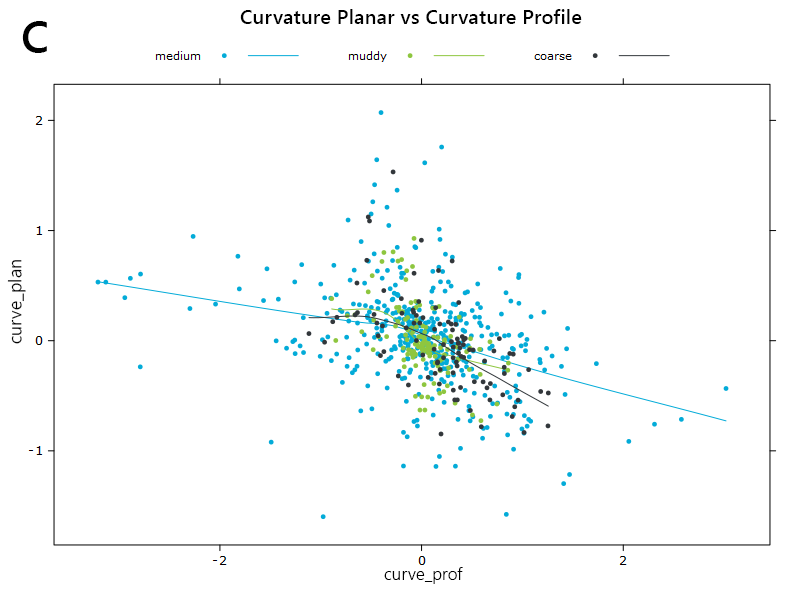 C
Curvature Planar vs Curvature Profile
medium muddy coarse
2
1
0
-1
curve_plan
-2 0 2
curve_prof